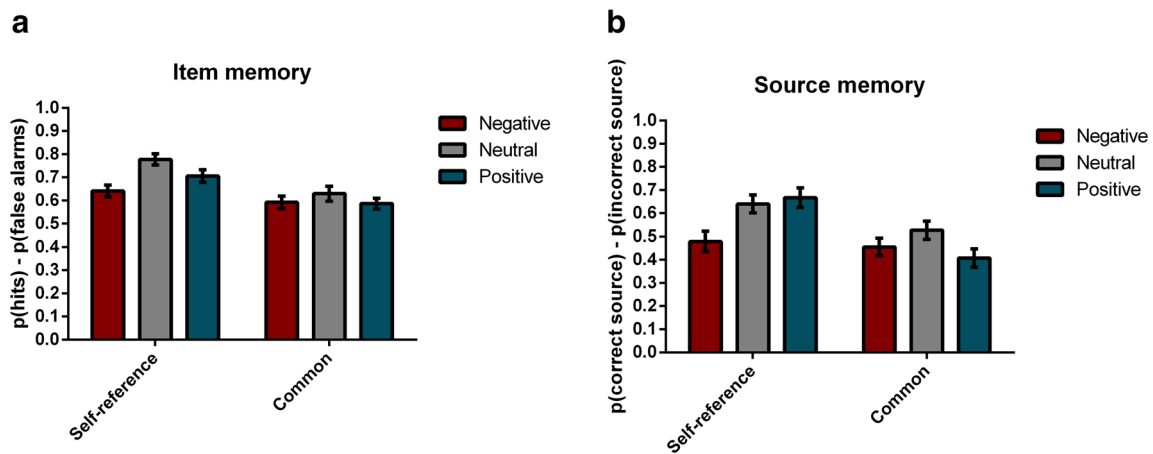 a
Item memory
p(hits) - p(false alarms)
1.0
0.9
0.8
0.7
0.6
0.5
0.4
0.3
0.2
0.1
0.0
Self-reference
Common
Negative
Neutral
Positive
b
Source memory
p(correct source) - p(incorrect source)
1.0
0.9
0.8
0.7
0.6
0.5
0.4
0.3
0.2
0.1
0.0
Self-reference
Common
Negative
Neutral
Positive